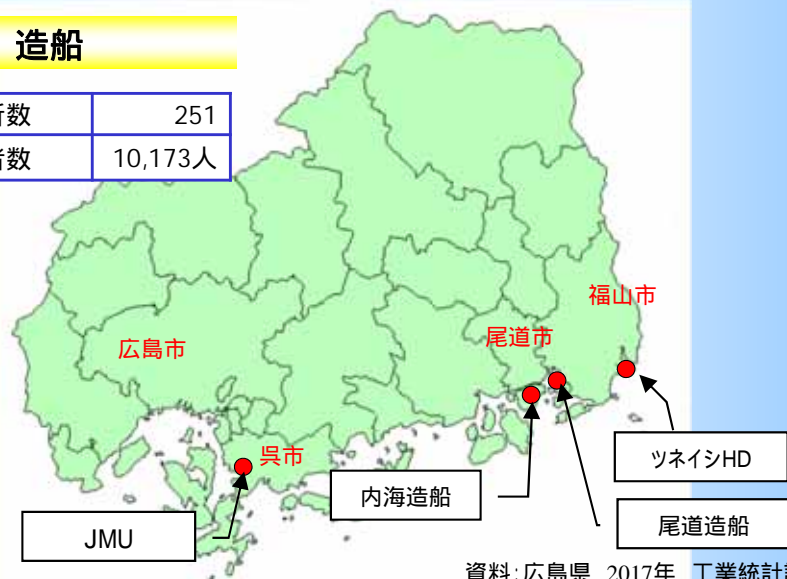 造船
所数 251
者数 10,173人
福山市
尾道市
広島市
呉市
ツネイシHD
内海造船
尾道造船
JMU
資料：広島県 2017年 工業統計